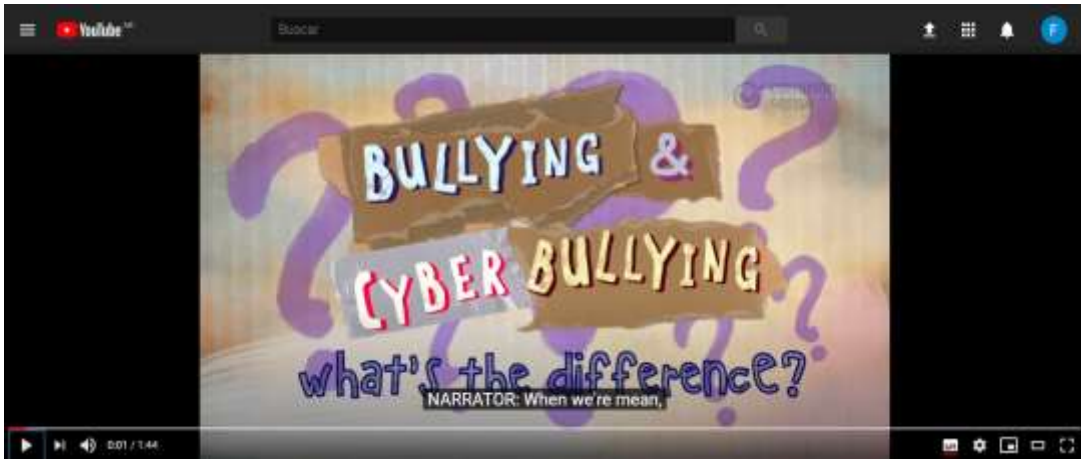 YouTube
Buscar
BULLYING &
CYBER BULLYING
what's the difference?
NARRATOR: When we're mean,
0:01 / 1:44
F